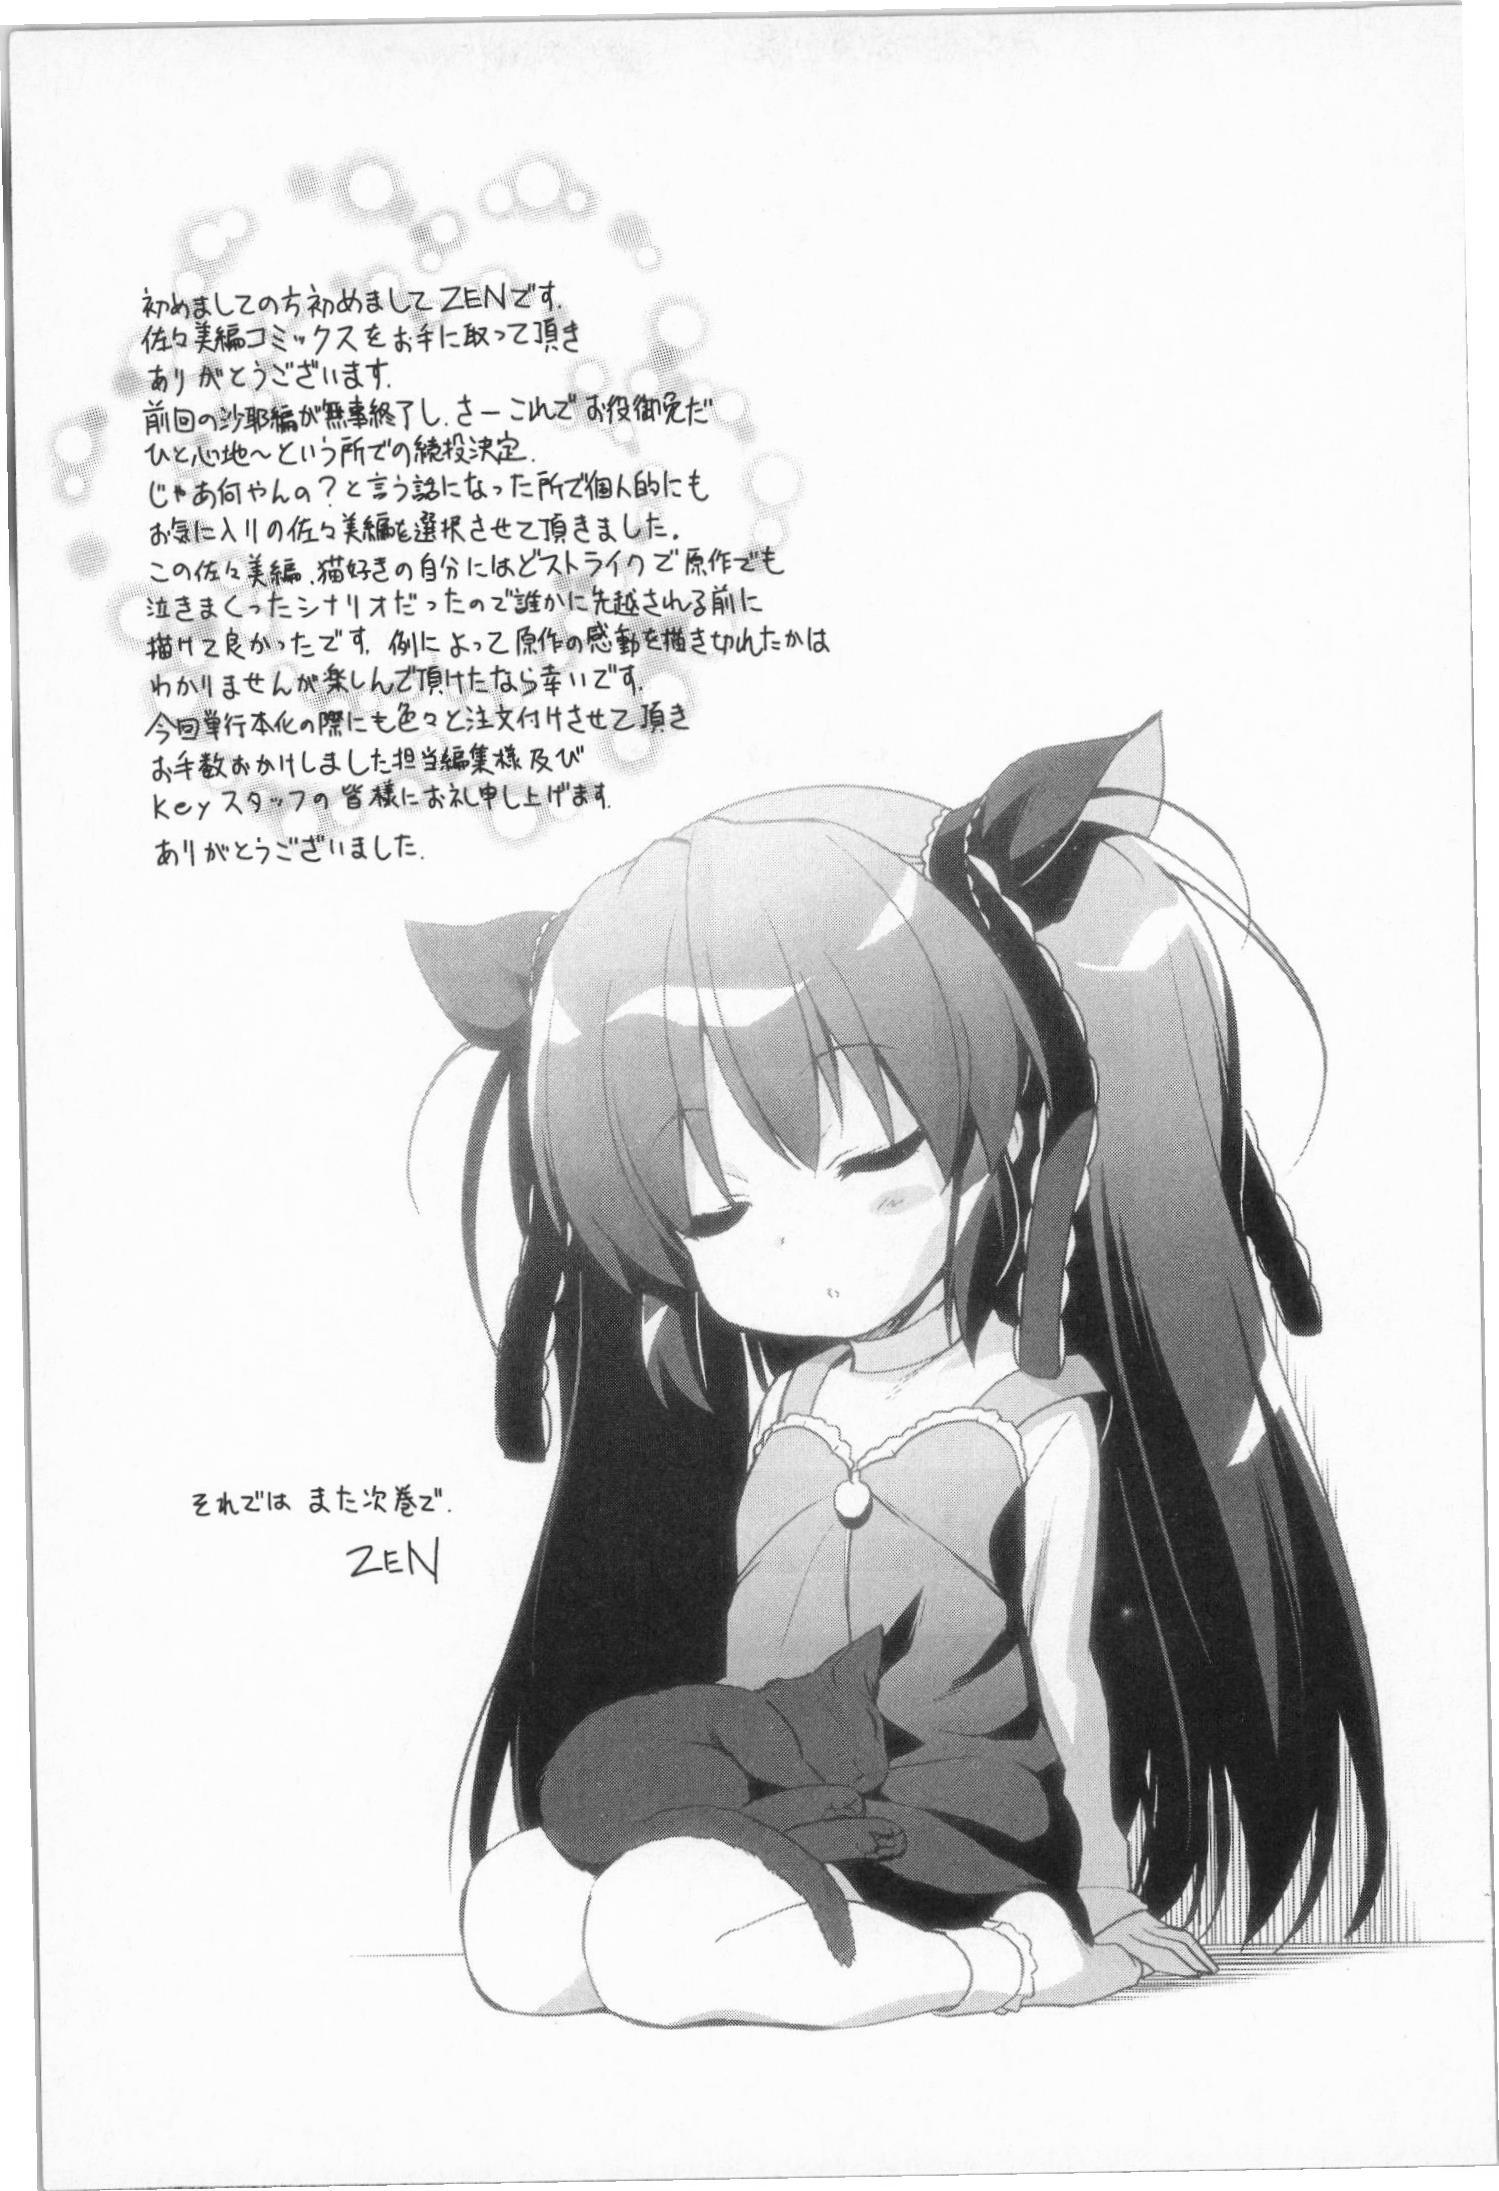 初めましての方初めましてZENです.
佐々美編コミックスをお手に取って頂き
ありがとうございます.
前回の沙耶編が無事終了し、さーこれでお役御免だ
ひと心地〜という所での続投決定.
じゃあ何やんの？と言う話になった所で個人的にも
お気に入りの佐々美編を選択させて頂きました。
この佐々美編、猫好きの自分にはどストライクで原作でも
泣きまくったシナリオだったので誰かに先越される前に
描けて良かったです. 例によって原作の感動を描き切れたかは
わかりませんが楽しんで頂けたなら幸いです.
今回単行本化の際にも色々と注文付けさせて頂き
お手数おかけしました担当編集様及び
Keyスタッフの皆様にお礼申し上げます.
ありがとうございました.
それでは また次巻で.
ZEN